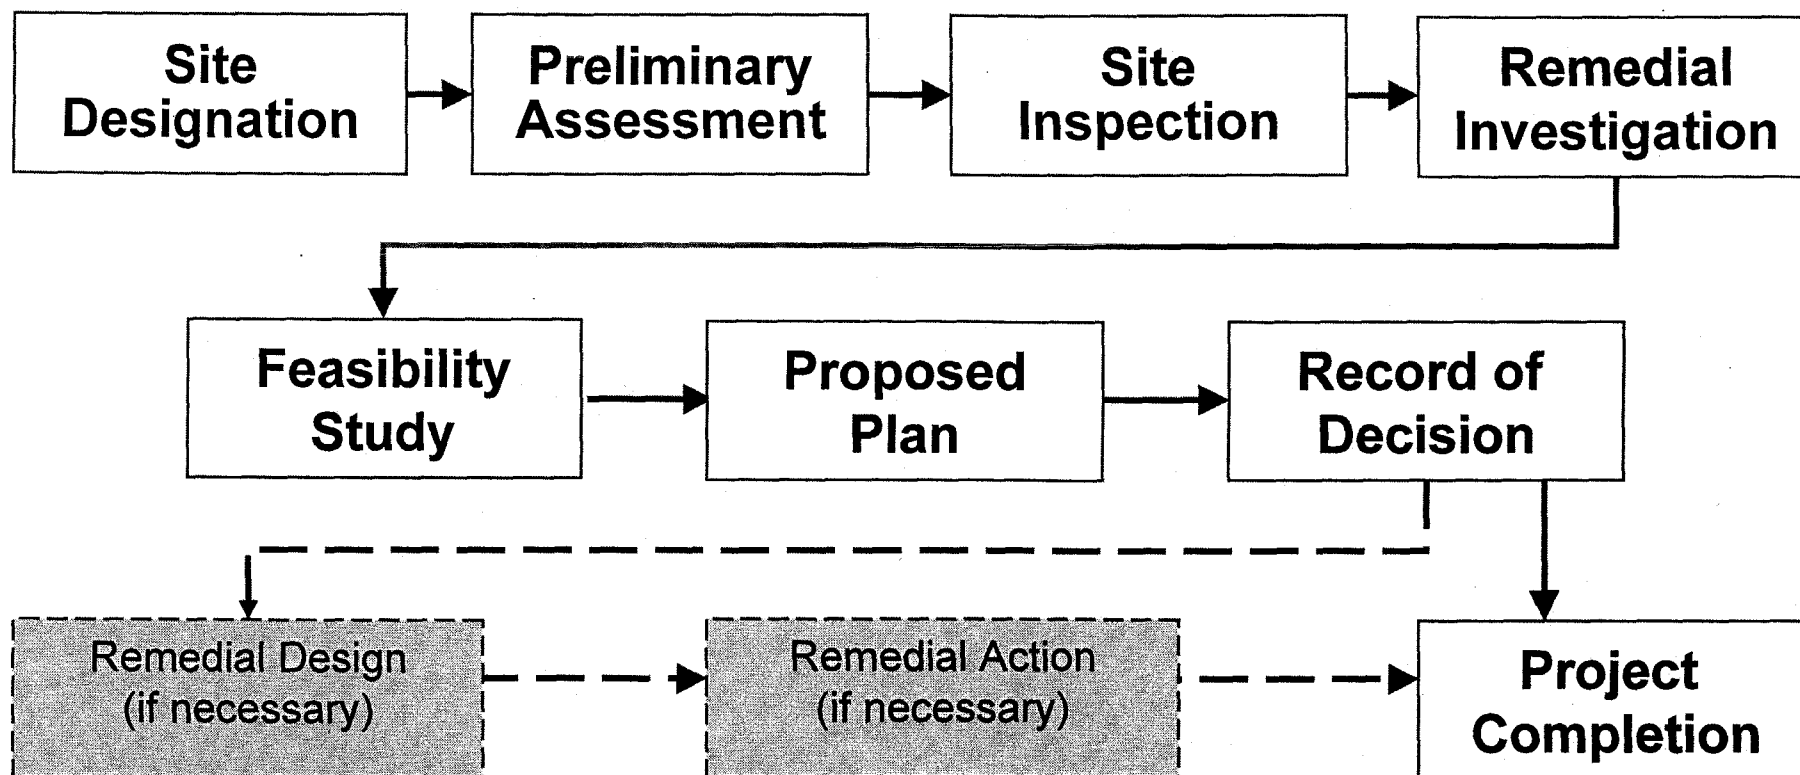 Site
Designation
Preliminary
Assessment
Site
Inspection
Remedial
Investigation
Feasibility
Study
Proposed
Plan
Record of
Decision
Remedial Design
(if necessary)
Remedial Action
(if necessary)
Project
Completion